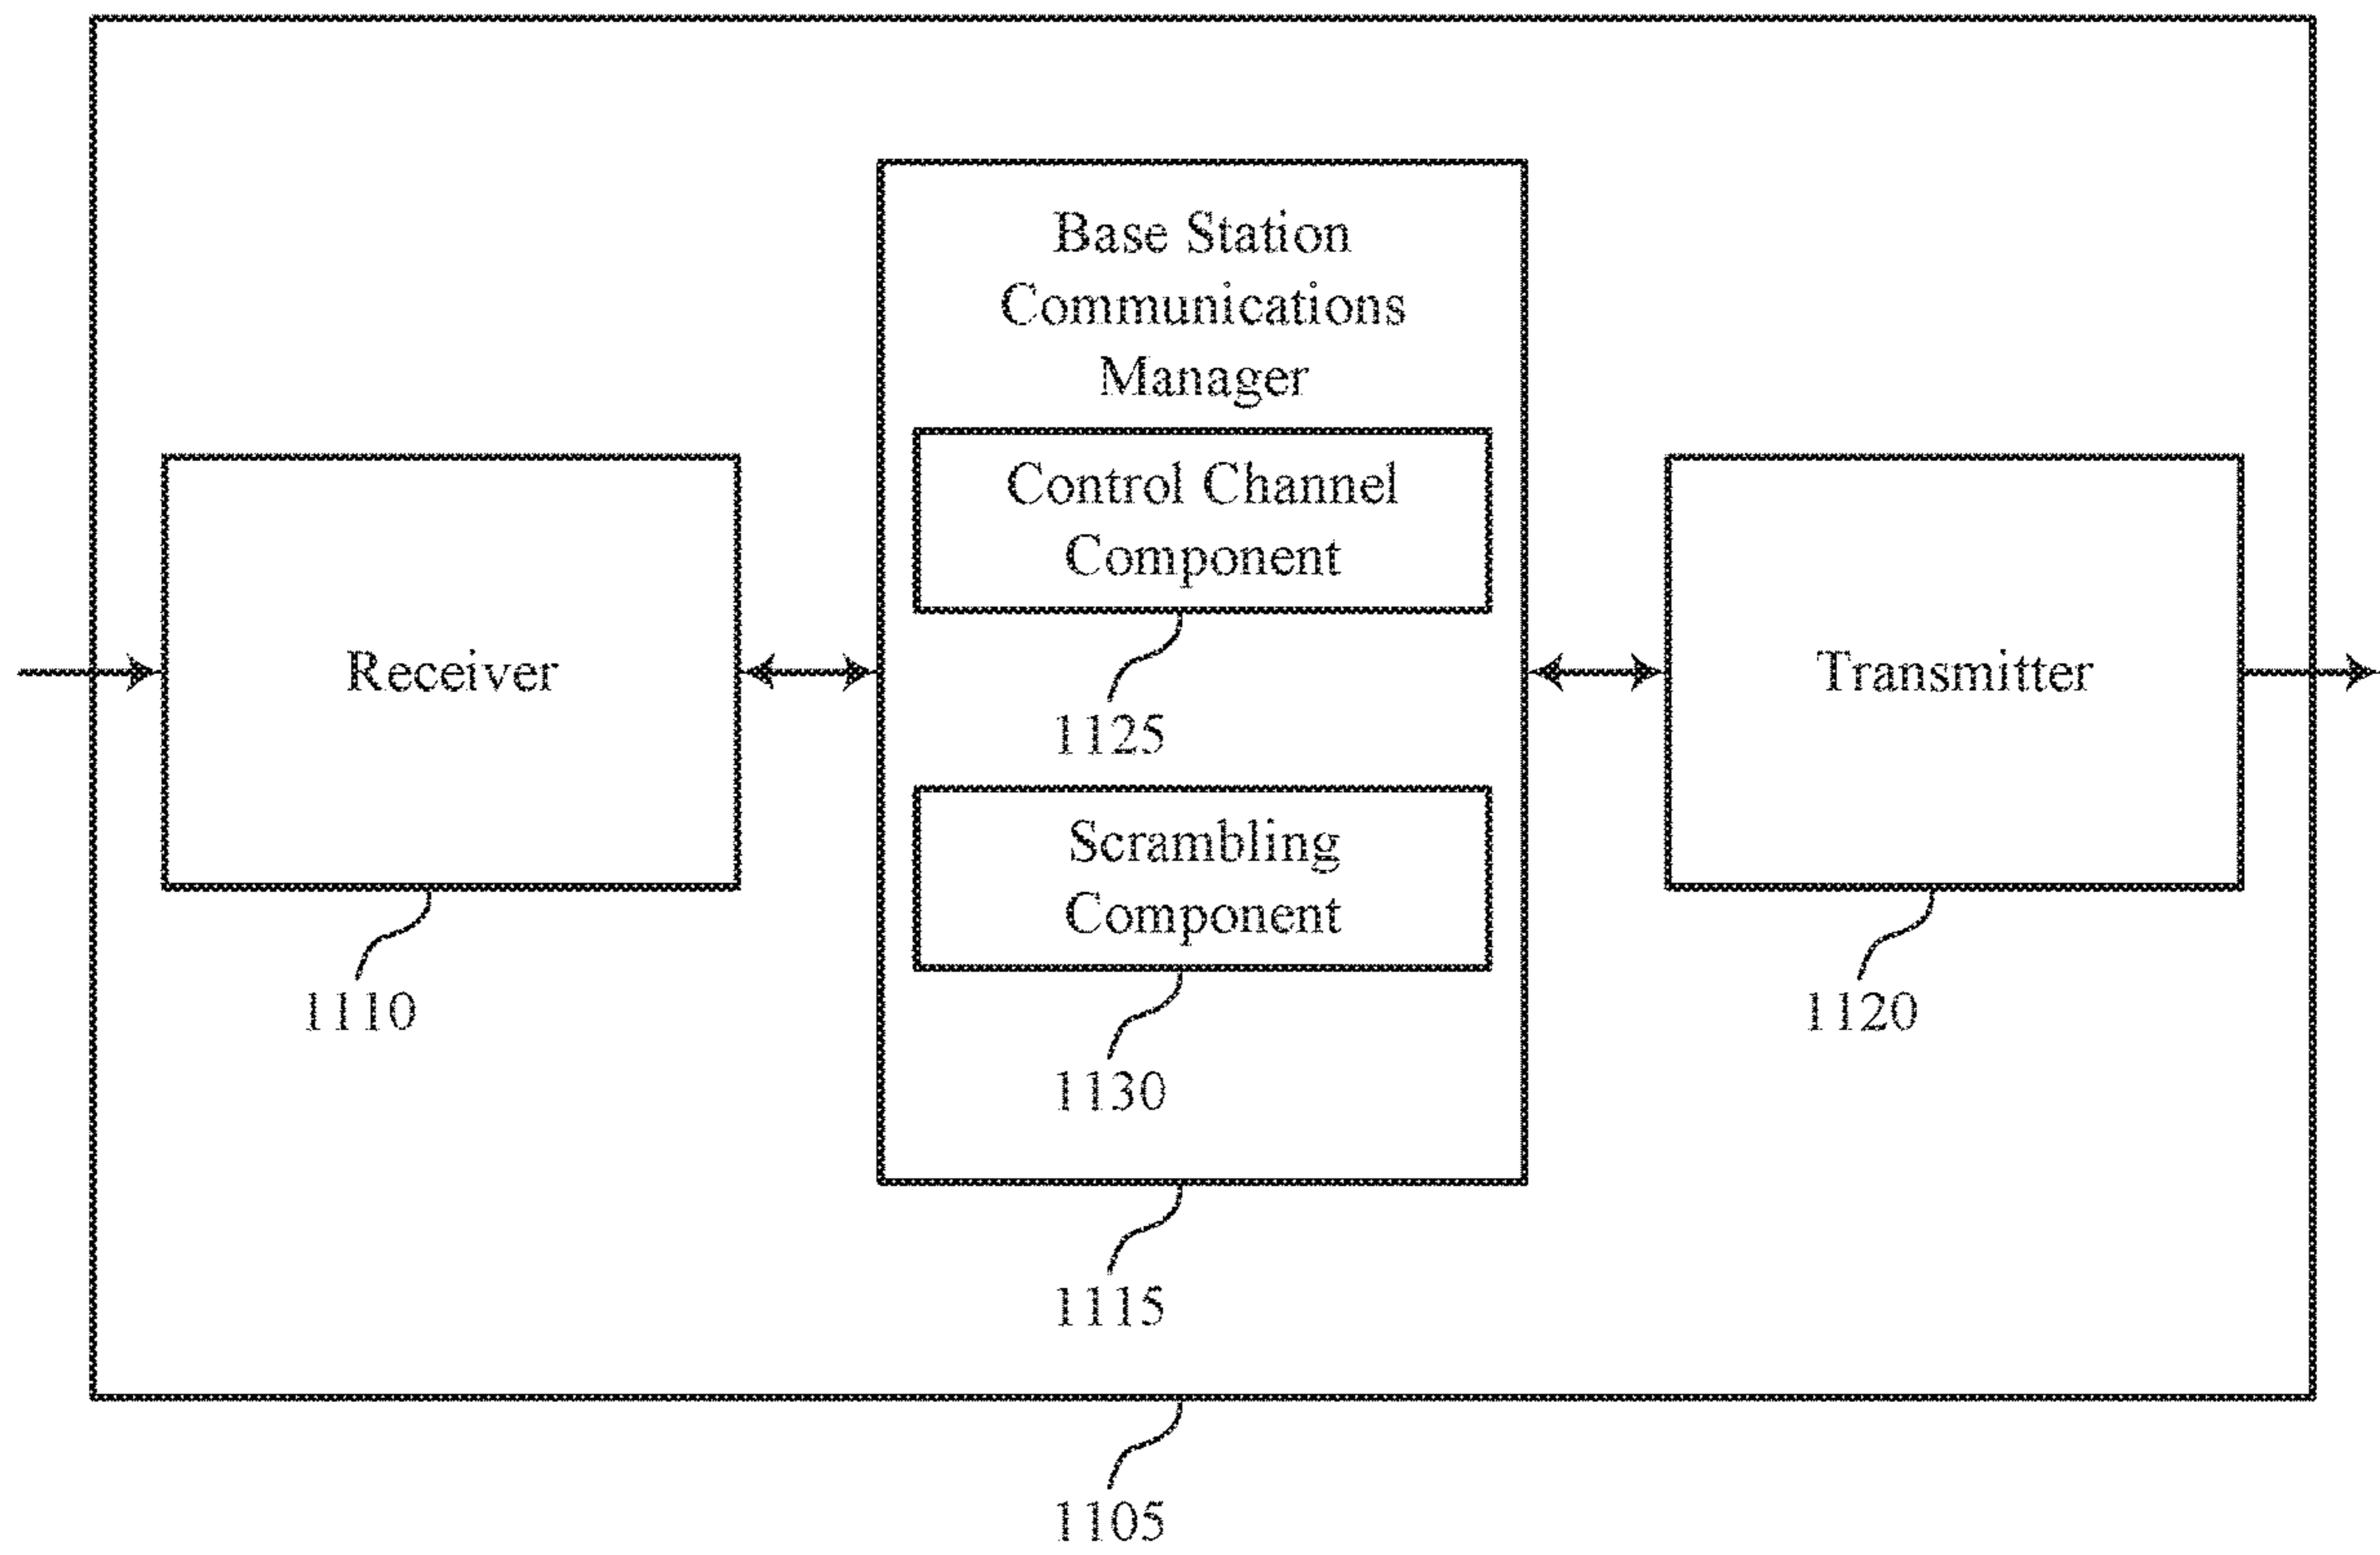 Base Station
Communications
Manager
Control Channel
Component
1125
Receiver
Transmitter
Scrambling
Component
1110
1120
1130
1115
1105